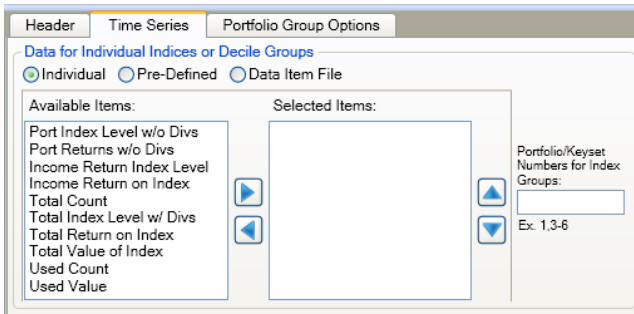 Header Time Series Portfolio Group Options
Data for Individual Indices or Decile Groups
Individual Pre-Defined Data Item File
Available Items: Selected Items:
Port Index Level w/o Divs
Port Returns w/o Divs
Income Return Index Level
Income Return on Index
Total Count
Total Index Level w/ Divs
Total Return on Index
Total Value of Index
Used Count
Used Value
Portfolio/Keyset
Numbers for Index
Groups:
Ex. 1,3-6